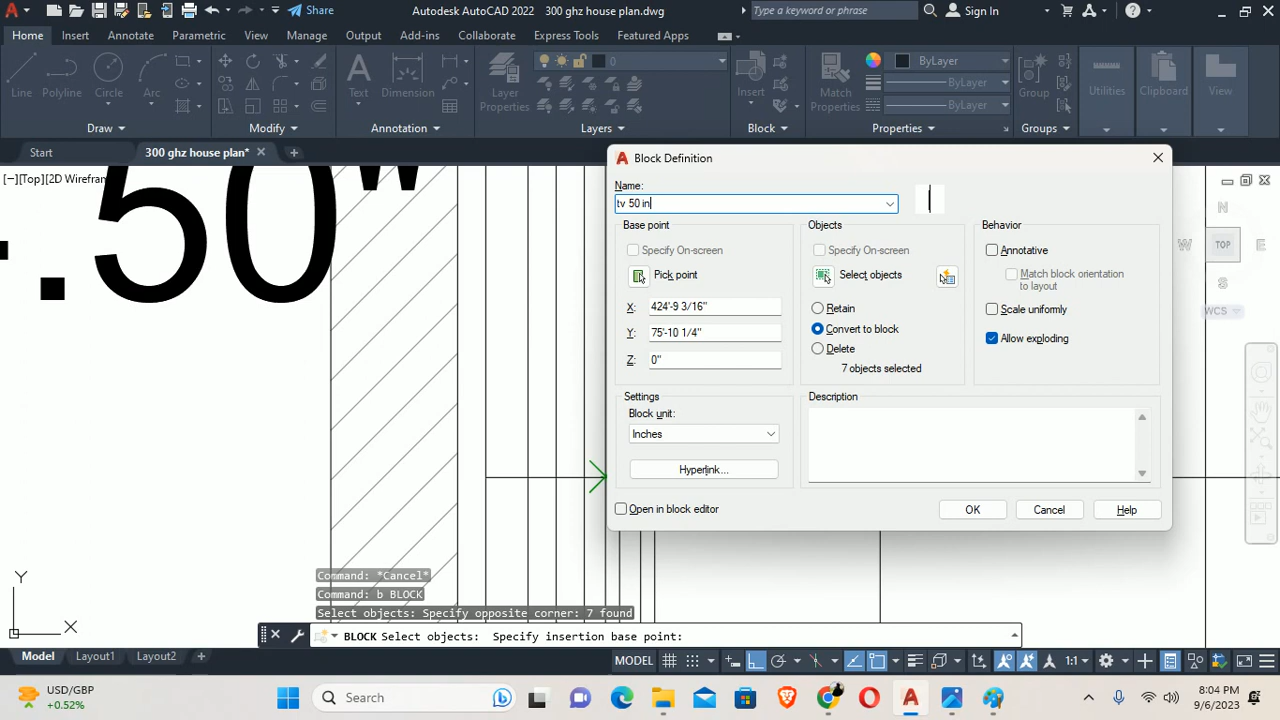 Share
Autodesk AutoCAD 2022 300 ghz house plan.dwg
Type a keyword or phrase
Sign In
Home Insert Annotate Parametric View Manage Output Add-ins Collaborate Express Tools Featured Apps
Line Polyline Circle Arc
Text Dimension
Layer Properties
0
Insert
Match Properties
ByLayer
ByLayer
ByLayer
Group
Utilities Clipboard View
Draw Modify Annotation Layers Block Properties Groups
Start 300 ghz house plan*
[−][Top][2D Wirefram
.50"
N
W TOP E
S
WCS
Block Definition
Name:
tv 50 in
Base point
Specify On-screen
Pick point
X: 424'-9 3/16"
Y: 75'-10 1/4"
Z: 0"
Objects
Specify On-screen
Select objects
Retain
Convert to block
Delete
7 objects selected
Behavior
Annotative
Match block orientation
to layout
Scale uniformly
Allow exploding
Settings
Block unit:
Inches
Hyperlink...
Description
Open in block editor
OK Cancel Help
Y
X
Command: *Cancel*
Command: b BLOCK
Select objects: Specify opposite corner: 7 found
BLOCK Select objects: Specify insertion base point:
Model Layout1 Layout2
MODEL
1:1
USD/GBP
+0.52%
Search
8:04 PM
9/6/2023